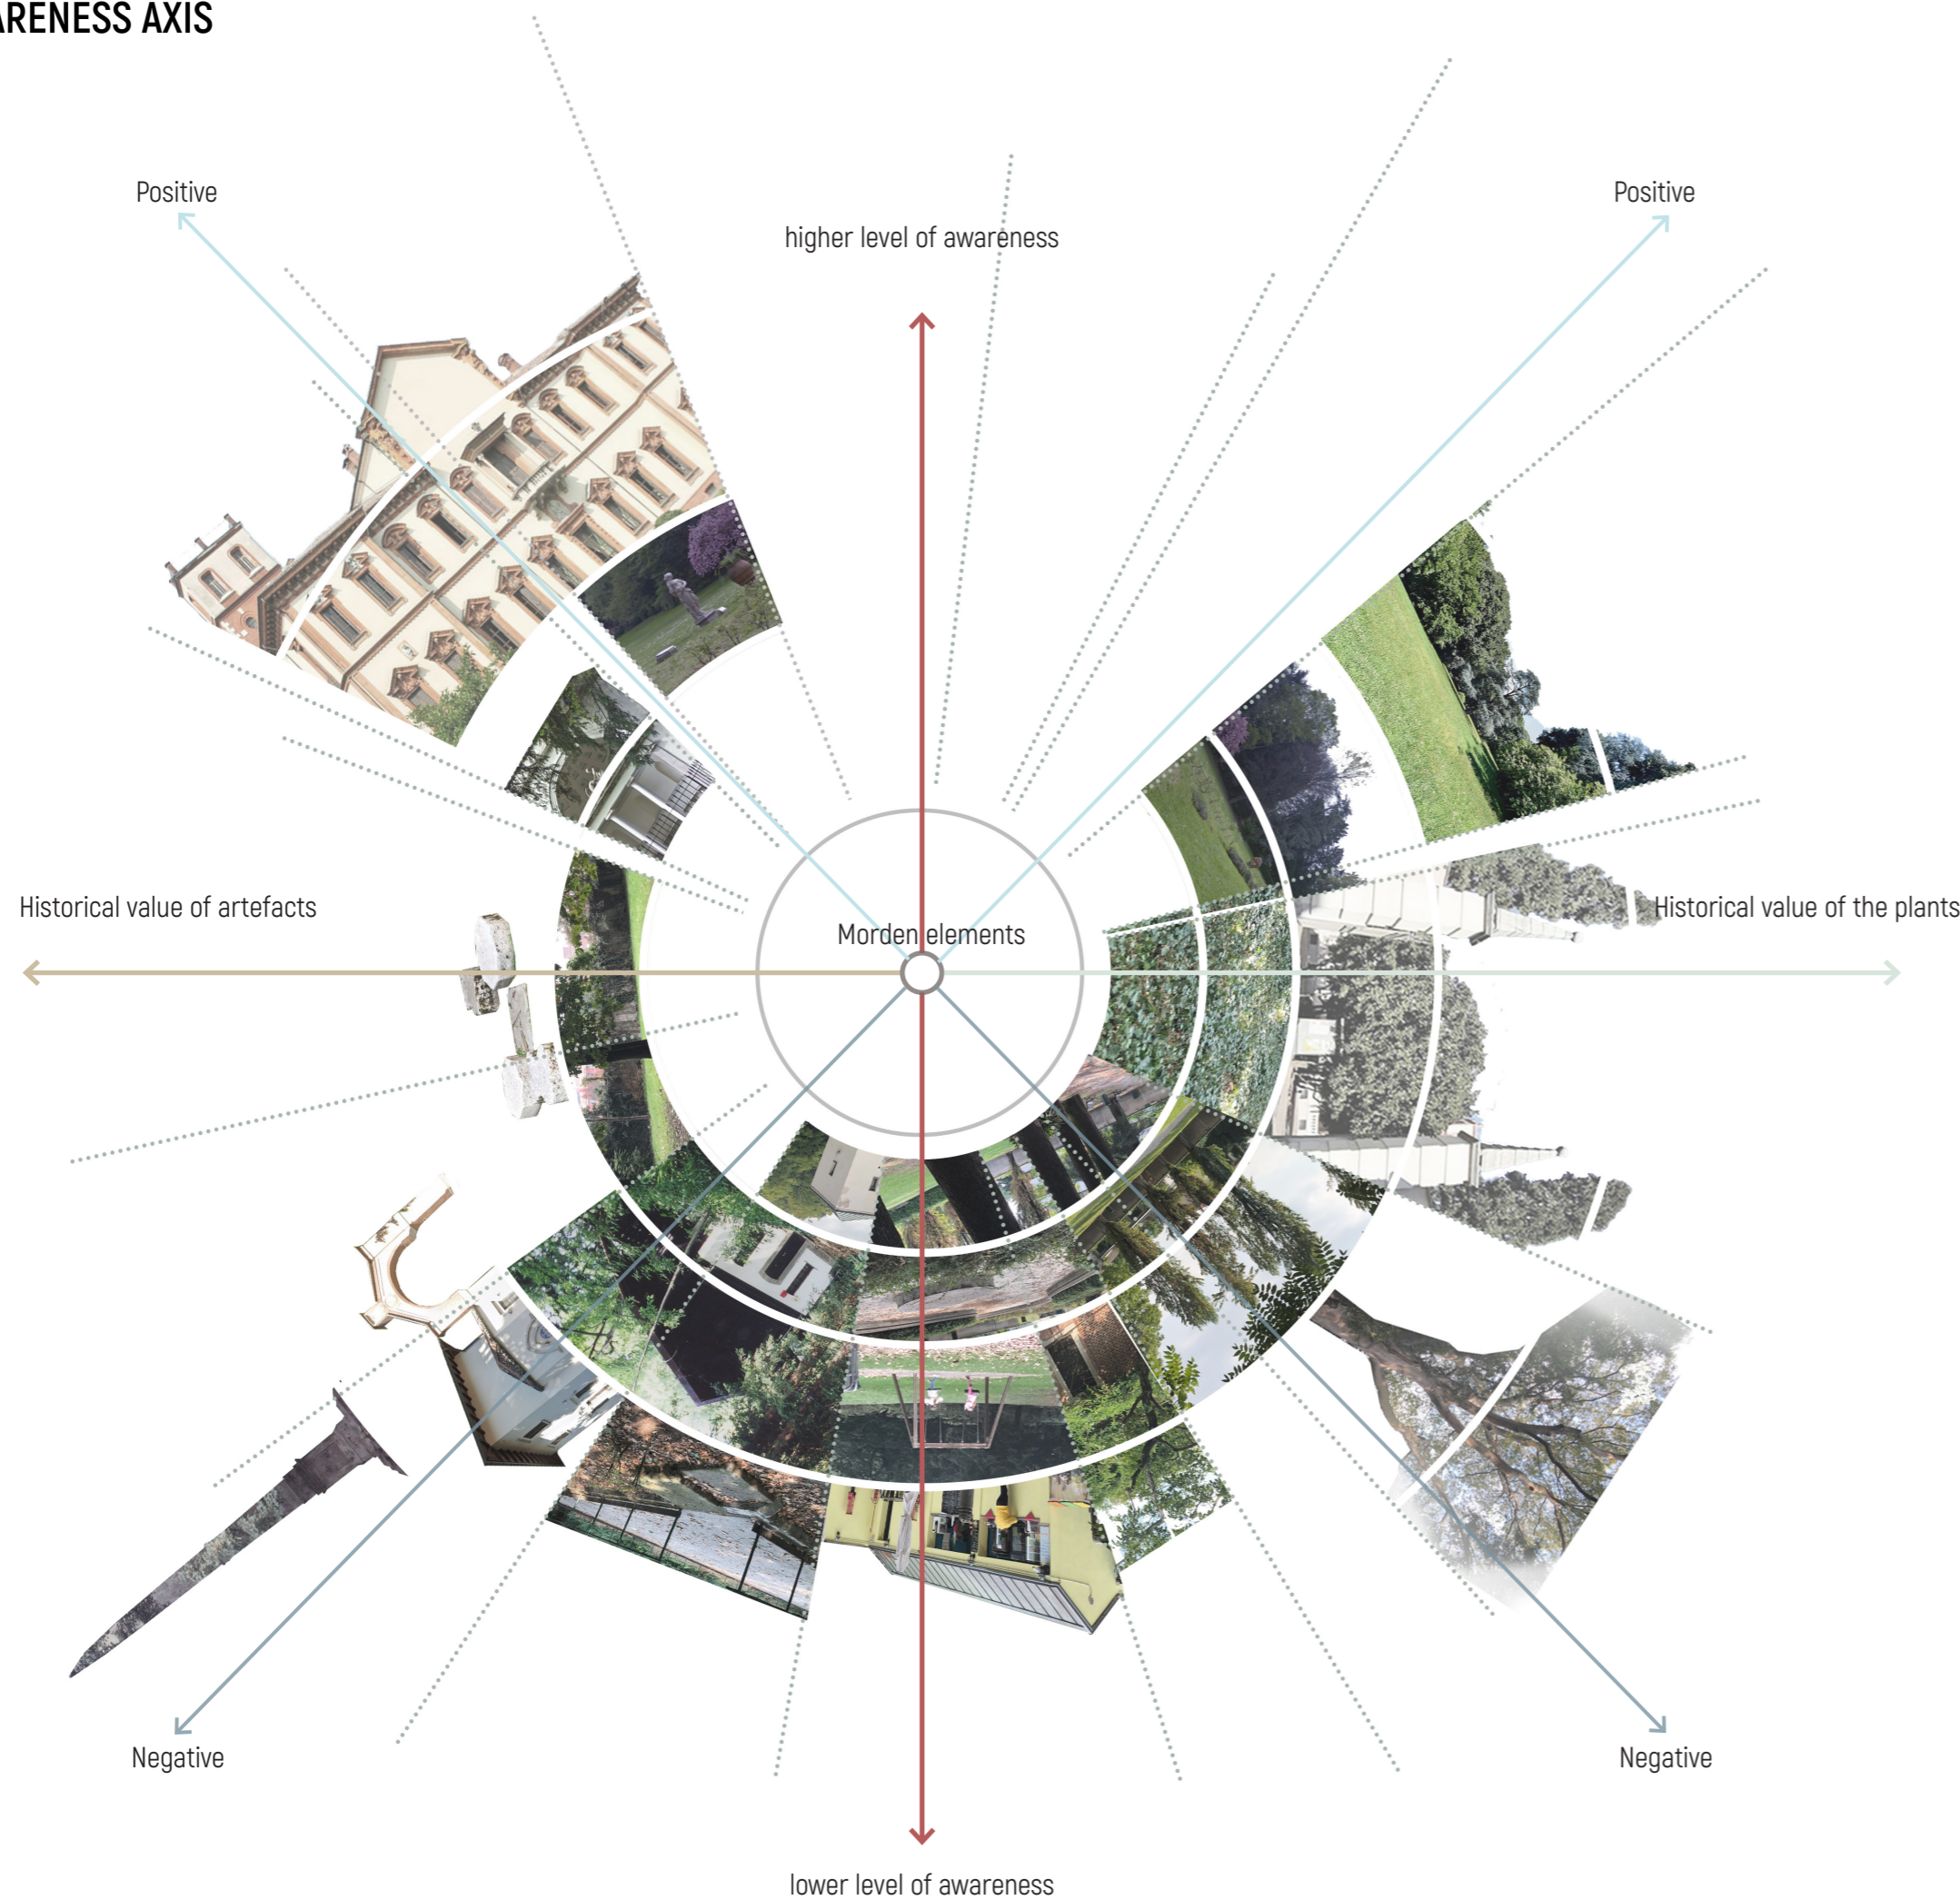 ARENESS AXIS
Positive
Positive
higher level of awareness
Historical value of artefacts
Historical value of the plants
Morden elements
Negative
Negative
lower level of awareness